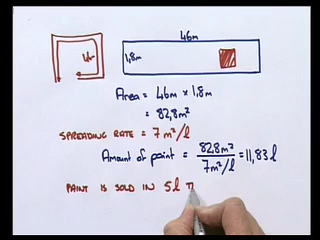 46m
1,8m
Area = 46m × 1,8m
= 82,8m²
SPREADING RATE = 7m²/l
Amount of paint = 82,8m² / 7m²/l = 11,83 l
PAINT IS SOLD IN 5l